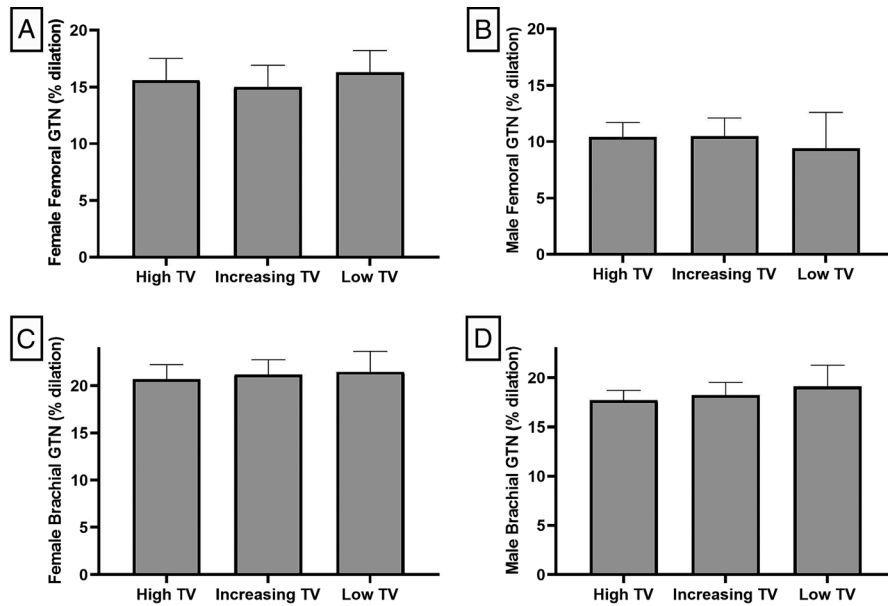 A
Female Femoral GTN (% dilation)
20
15
10
5
0
High TV Increasing TV Low TV
B
Male Femoral GTN (% dilation)
20
15
10
5
0
High TV Increasing TV Low TV
C
Female Brachial GTN (% dilation)
20
15
10
5
0
High TV Increasing TV Low TV
D
Male Brachial GTN (% dilation)
20
15
10
5
0
High TV Increasing TV Low TV